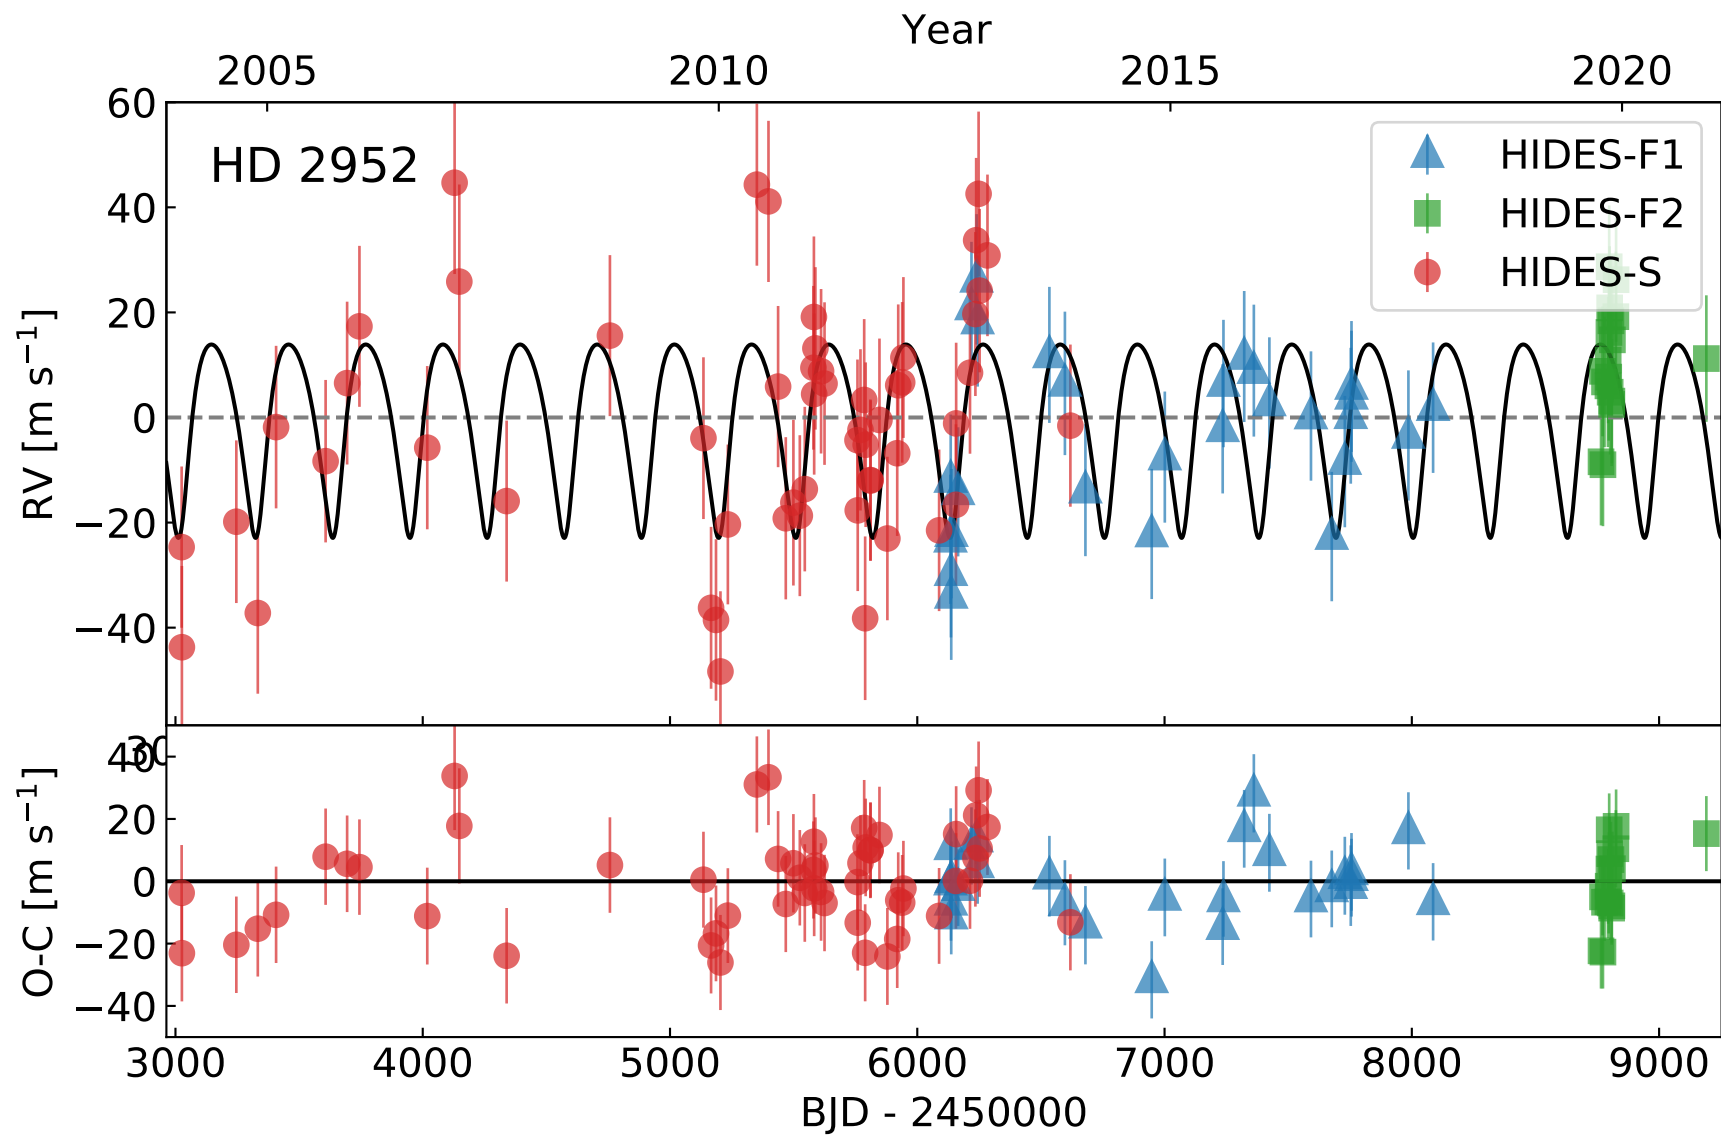 Year
2005 2010 2015 2020
HD 2952
HIDES-F1
HIDES-F2
HIDES-S
60
40
20
0
−20
−40
RV [m s⁻¹]
30
40
20
0
−20
−40
O-C [m s⁻¹]
3000 4000 5000 6000 7000 8000 9000
BJD - 2450000